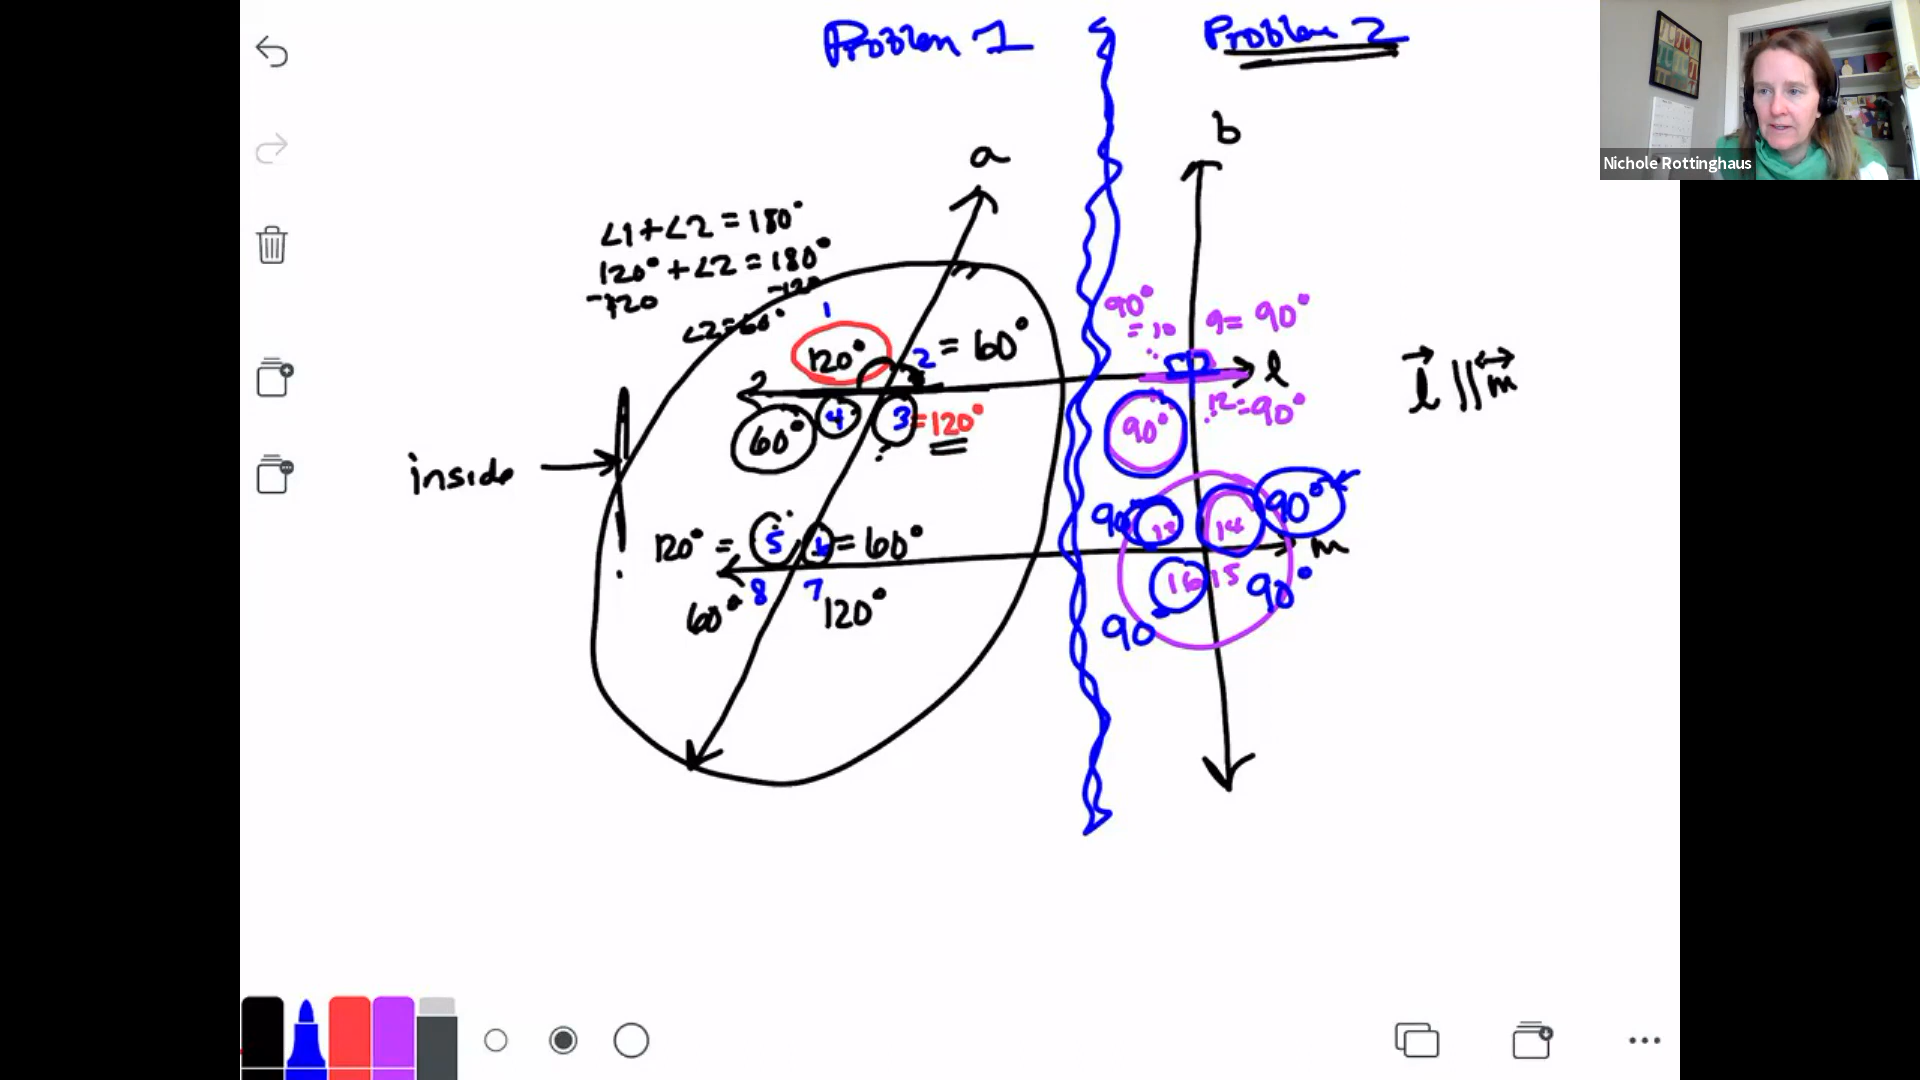 Problem 1
Problem 2
Nichole Rottinghaus
b
a
∠1+∠2=180°
120°+∠2=180°
-120 -120
∠2=60°
1
120°
2 = 60°
90°
=10
9= 90°
l
l || m
60°
4
3 =120°
90°
12=90°
inside
120° = 5
6 = 60°
90
13
14
90°
m
60° 8
7 120°
16
15
90°
90